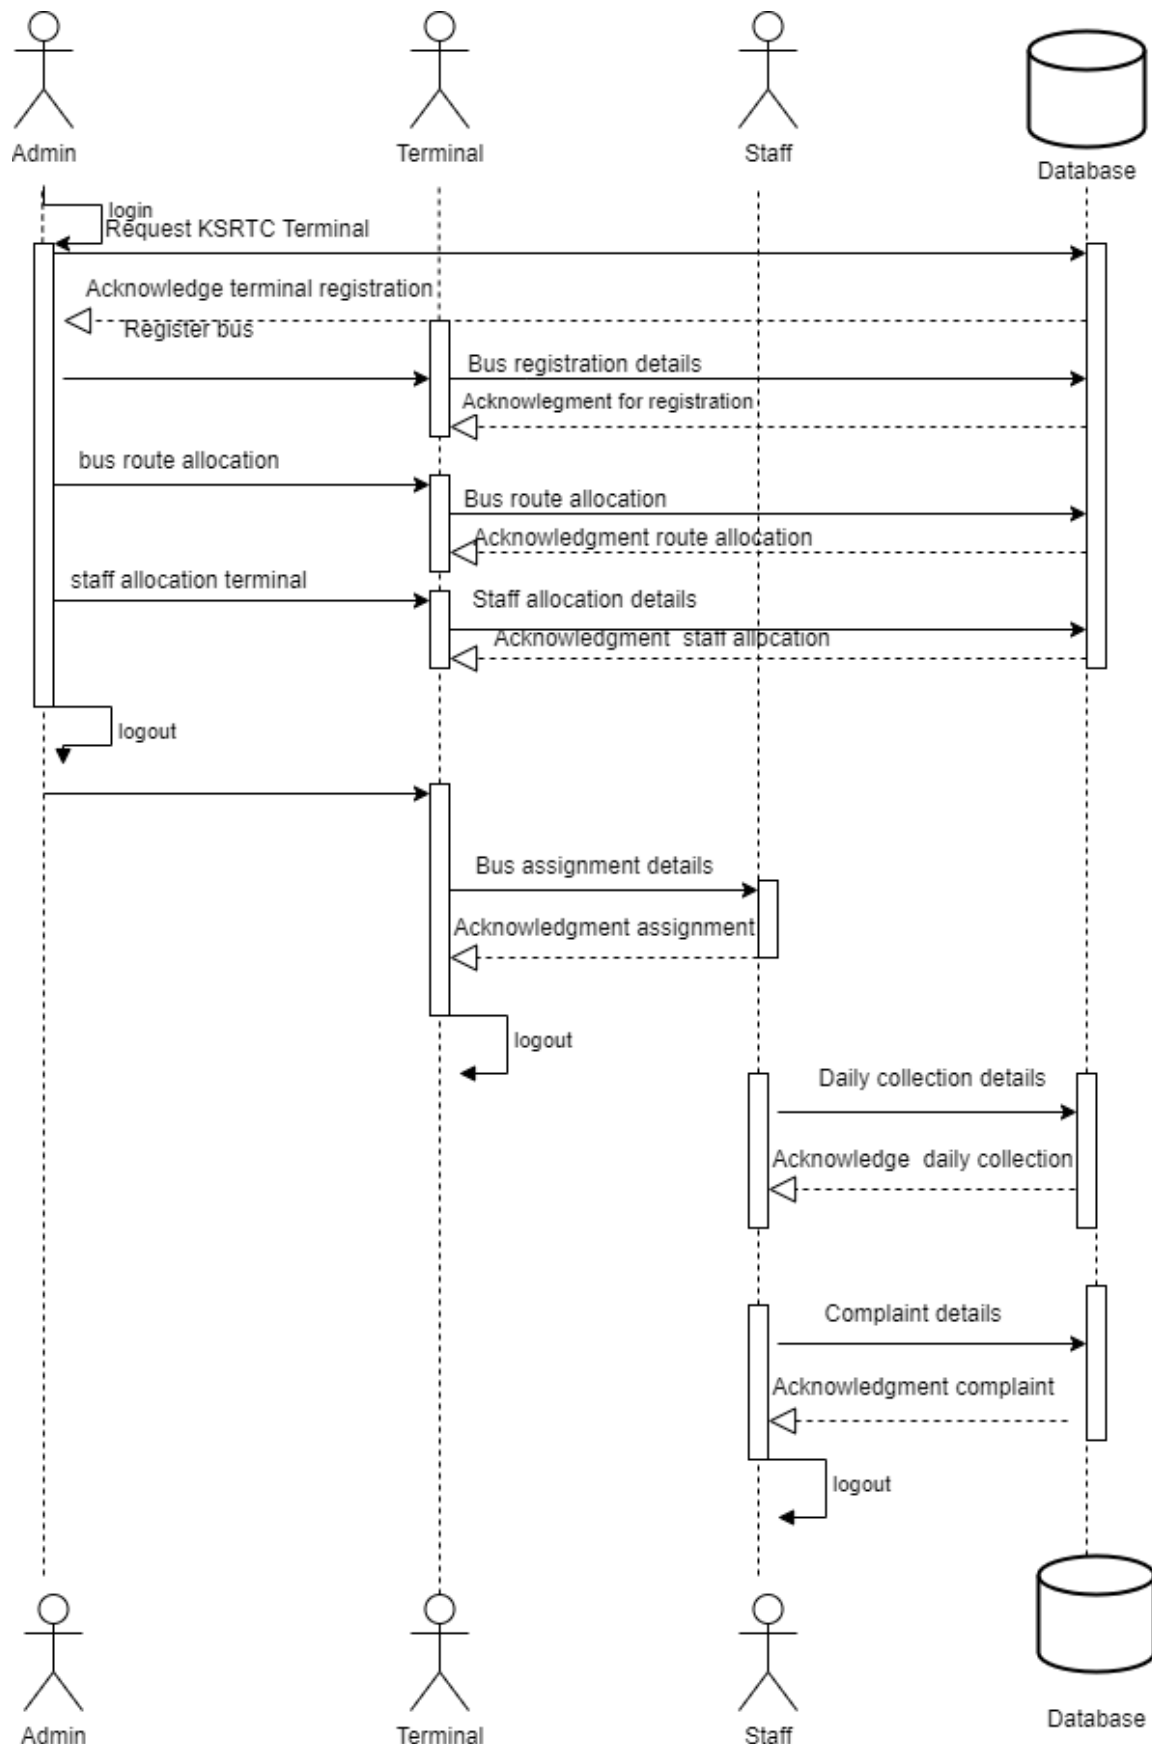 Admin
Terminal
Staff
Database
login
Request KSRTC Terminal
Acknowledge terminal registration
Register bus
Bus registration details
Acknowlegment for registration
bus route allocation
Bus route allocation
Acknowledgment route allocation
staff allocation terminal
Staff allocation details
Acknowledgment staff allocation
logout
Bus assignment details
Acknowledgment assignment
logout
Daily collection details
Acknowledge daily collection
Complaint details
Acknowledgment complaint
logout
Admin
Terminal
Staff
Database